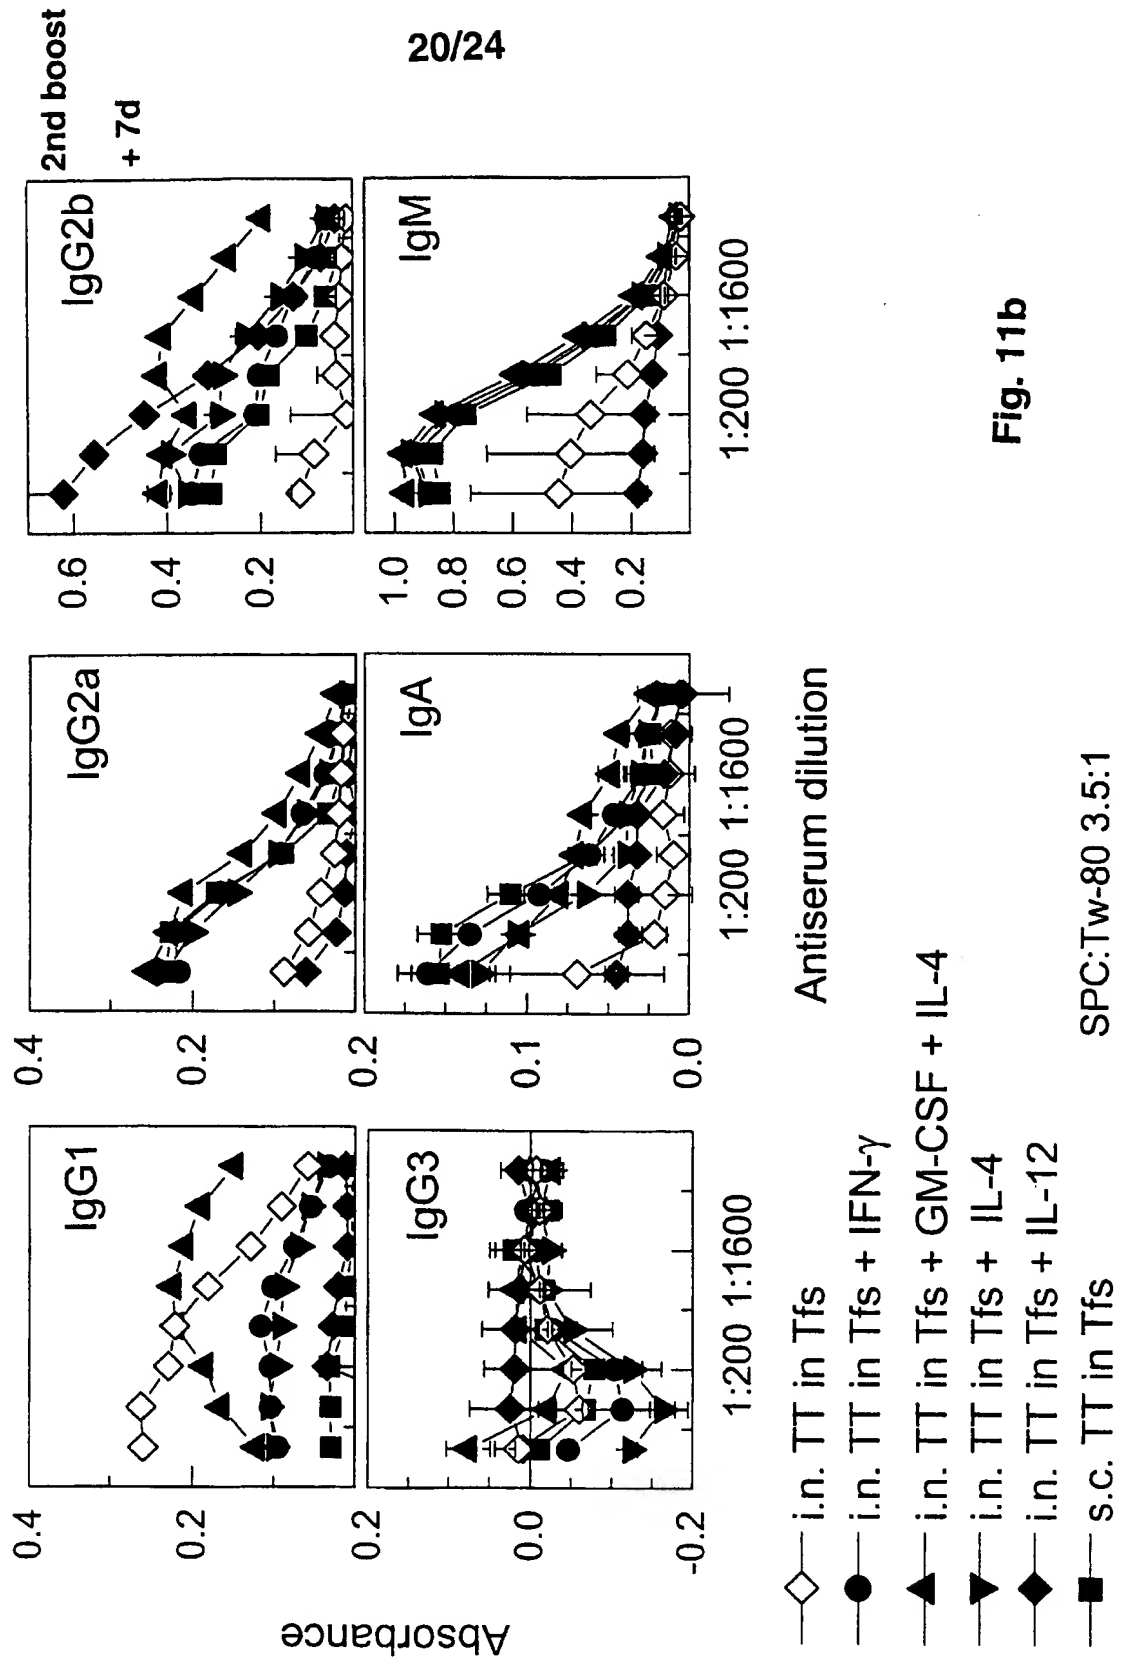 20/24
2nd boost
+ 7d
IgG1
IgG2a
IgG2b
IgG3
IgA
IgM
Absorbance
0.4
0.2
0.4
0.2
0.6
0.4
0.2
0.2
0.0
-0.2
0.2
0.1
0.0
1.0
0.8
0.6
0.4
0.2
1:200 1:1600
1:200 1:1600
1:200 1:1600
Antiserum dilution
i.n. TT in Tfs
i.n. TT in Tfs + IFN-γ
i.n. TT in Tfs + GM-CSF + IL-4
i.n. TT in Tfs + IL-4
i.n. TT in Tfs + IL-12
s.c. TT in Tfs
SPC:Tw-80 3.5:1
Fig. 11b